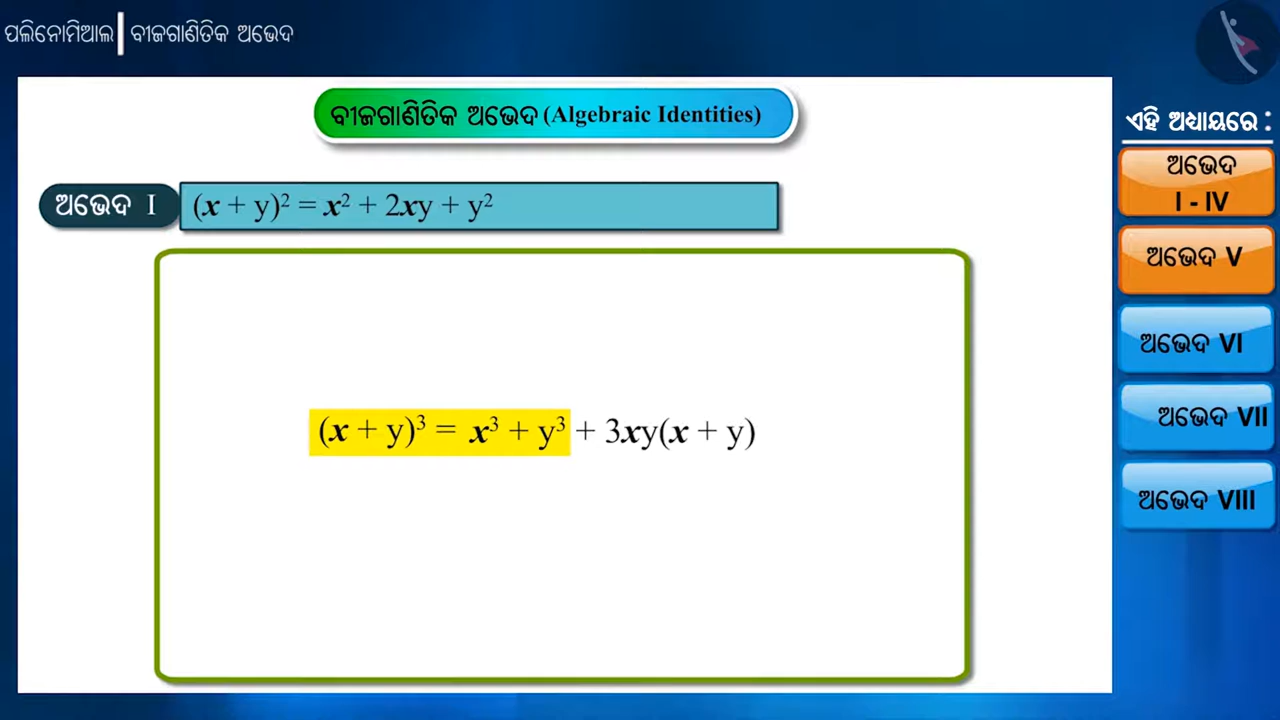 ପଲିନୋମିଆଲ | ବୀଜଗାଣିତିକ ଅଭେଦ
ବୀଜଗାଣିତିକ ଅଭେଦ (Algebraic Identities)
ଅଭେଦ I (x + y)² = x² + 2xy + y²
(x + y)³ = x³ + y³ + 3xy(x + y)
ଏହି ଅଧ୍ୟାୟରେ :
ଅଭେଦ
I - IV
ଅଭେଦ V
ଅଭେଦ VI
ଅଭେଦ VII
ଅଭେଦ VIII